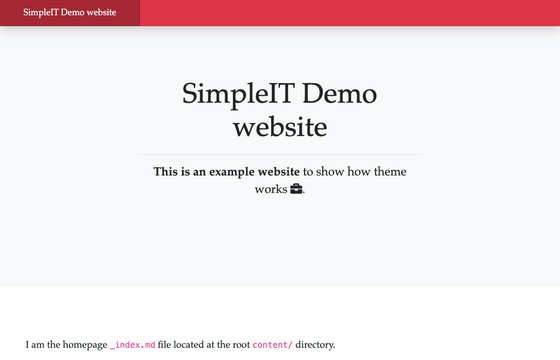 SimpleIT Demo website
SimpleIT Demo
website
This is an example website to show how theme
works .
I am the homepage _index.md file located at the root content/ directory.